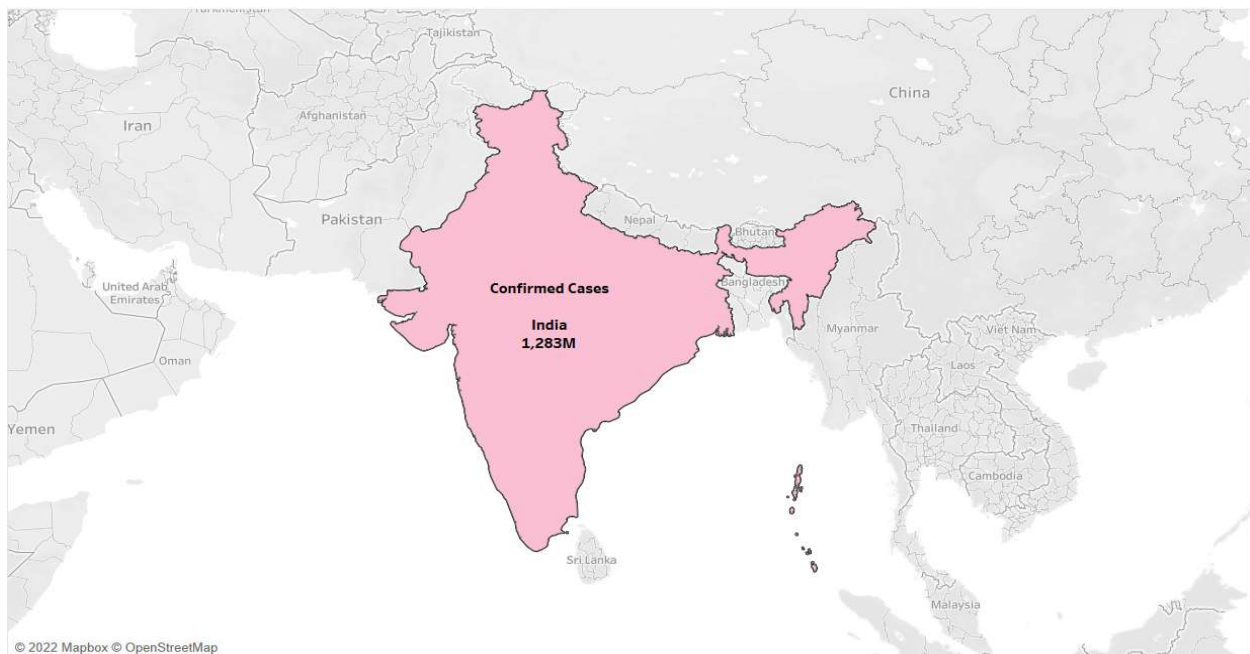 Turkmenistan
Tajikistan
China
Iran
Afghanistan
Pakistan
Nepal
Bhutan
United Arab
Emirates
Bangladesh
Confirmed Cases
India
1,283M
Myanmar
Viet Nam
Oman
Laos
Yemen
Thailand
Cambodia
Sri Lanka
Malaysia
© 2022 Mapbox © OpenStreetMap